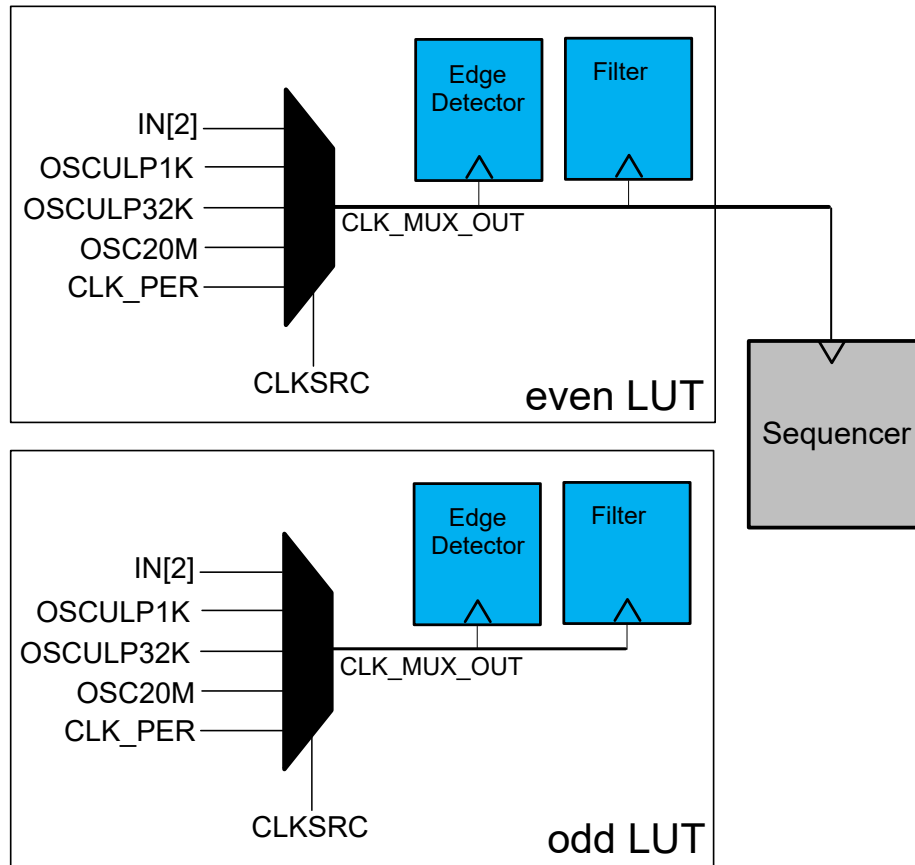 Edge
Detector
Filter
IN[2]
OSCULP1K
OSCULP32K
OSC20M
CLK_PER
CLK_MUX_OUT
CLKSRC
even LUT
Sequencer
Edge
Detector
Filter
IN[2]
OSCULP1K
OSCULP32K
OSC20M
CLK_PER
CLK_MUX_OUT
CLKSRC
odd LUT